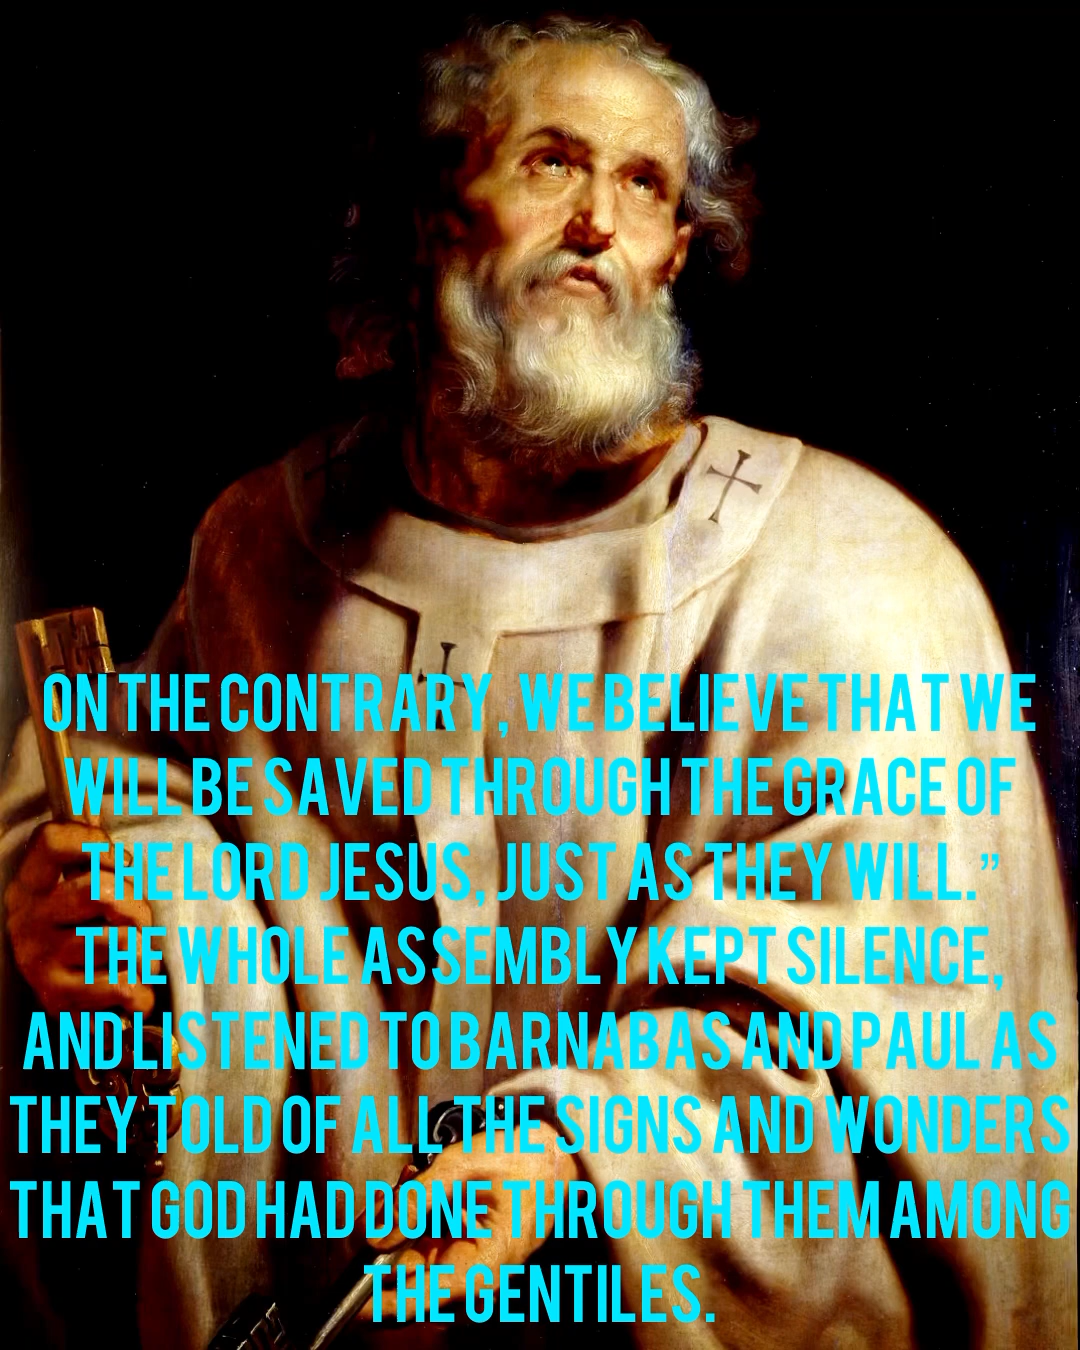 ON THE CONTRARY, WE BELIEVE THAT WE
WILL BE SAVED THROUGH THE GRACE OF
THE LORD JESUS, JUST AS THEY WILL.”
THE WHOLE ASSEMBLY KEPT SILENCE,
AND LISTENED TO BARNABAS AND PAUL AS
THEY TOLD OF ALL THE SIGNS AND WONDERS
THAT GOD HAD DONE THROUGH THEM AMONG
THE GENTILES.